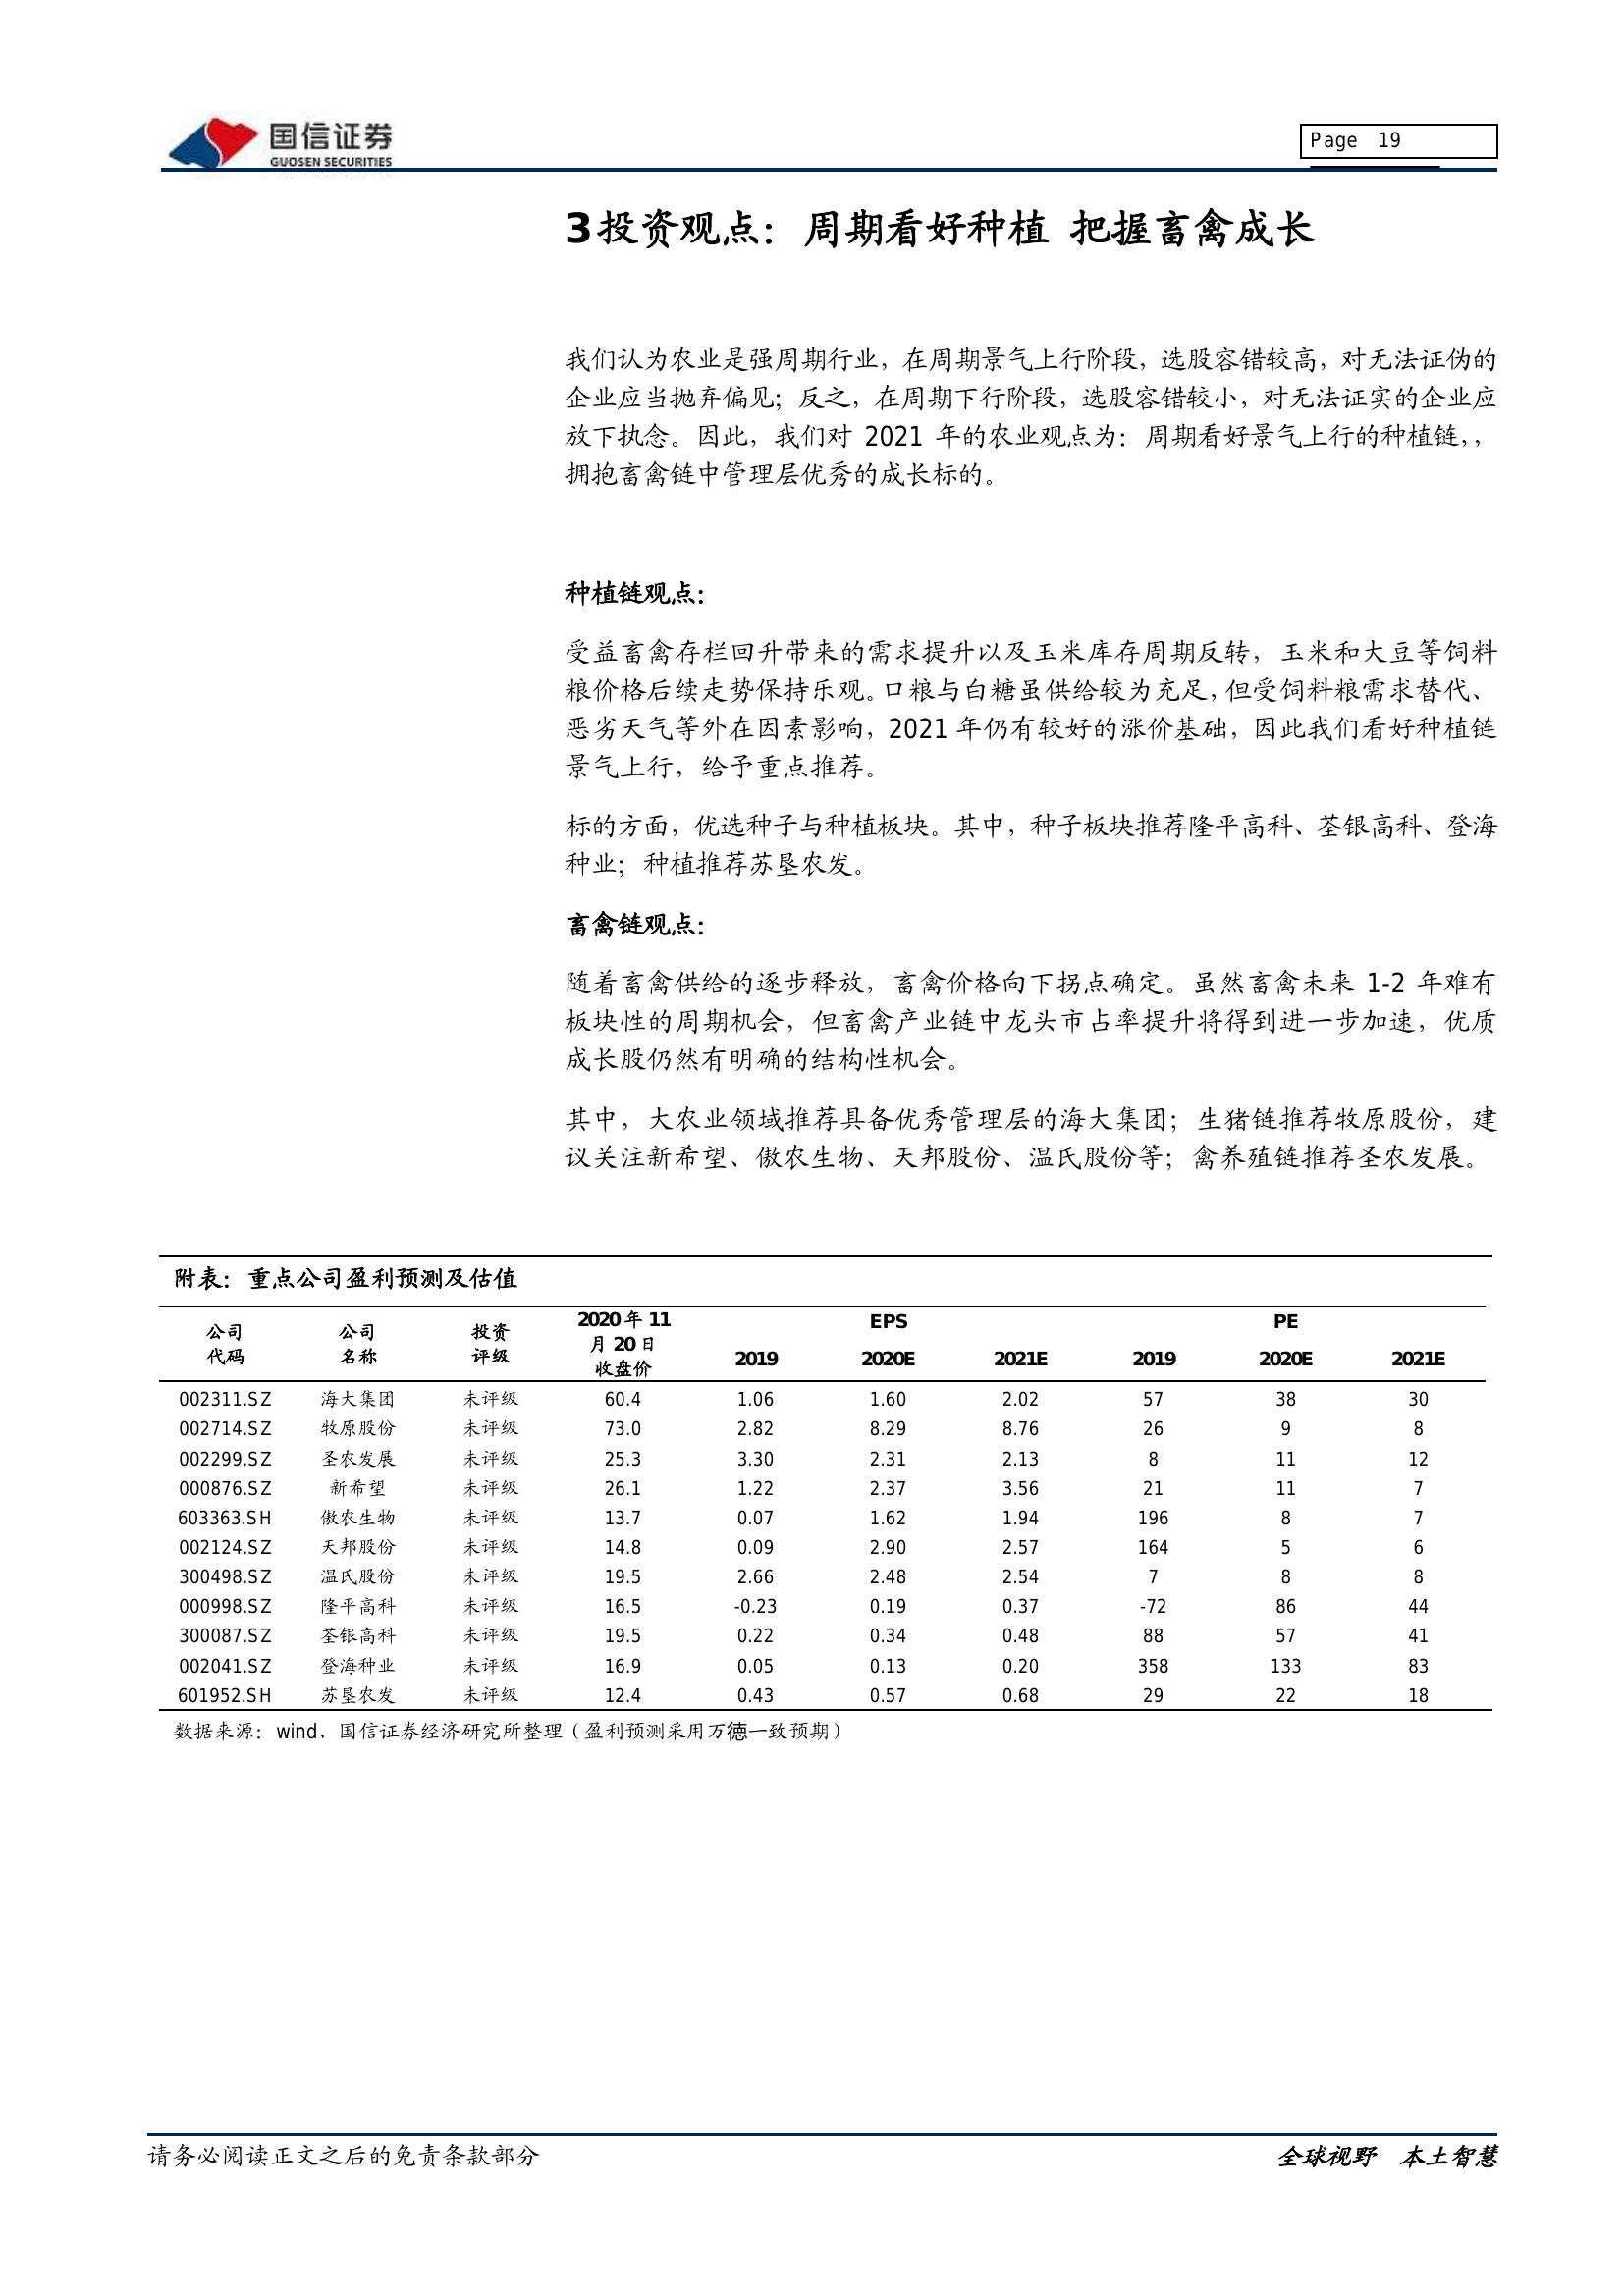 国信证券
GUOSEN SECURITIES
Page 19
3投资观点：周期看好种植 把握畜禽成长
我们认为农业是强周期行业，在周期景气上行阶段，选股容错较高，对无法证伪的
企业应当抛弃偏见；反之，在周期下行阶段，选股容错较小，对无法证实的企业应
放下执念。因此，我们对 2021 年的农业观点为：周期看好景气上行的种植链，，
拥抱畜禽链中管理层优秀的成长标的。
种植链观点：
受益畜禽存栏回升带来的需求提升以及玉米库存周期反转，玉米和大豆等饲料
粮价格后续走势保持乐观。口粮与白糖虽供给较为充足，但受饲料粮需求替代、
恶劣天气等外在因素影响，2021 年仍有较好的涨价基础，因此我们看好种植链
景气上行，给予重点推荐。
标的方面，优选种子与种植板块。其中，种子板块推荐隆平高科、荃银高科、登海
种业；种植推荐苏垦农发。
畜禽链观点：
随着畜禽供给的逐步释放，畜禽价格向下拐点确定。虽然畜禽未来 1-2 年难有
板块性的周期机会，但畜禽产业链中龙头市占率提升将得到进一步加速，优质
成长股仍然有明确的结构性机会。
其中，大农业领域推荐具备优秀管理层的海大集团；生猪链推荐牧原股份，建
议关注新希望、傲农生物、天邦股份、温氏股份等；禽养殖链推荐圣农发展。
附表：重点公司盈利预测及估值
公司 公司 投资 2020 年 11 EPS PE
代码 名称 评级 月 20 日 2019 2020E 2021E 2019 2020E 2021E
收盘价
002311.SZ 海大集团 未评级 60.4 1.06 1.60 2.02 57 38 30
002714.SZ 牧原股份 未评级 73.0 2.82 8.29 8.76 26 9 8
002299.SZ 圣农发展 未评级 25.3 3.30 2.31 2.13 8 11 12
000876.SZ 新希望 未评级 26.1 1.22 2.37 3.56 21 11 7
603363.SH 傲农生物 未评级 13.7 0.07 1.62 1.94 196 8 7
002124.SZ 天邦股份 未评级 14.8 0.09 2.90 2.57 164 5 6
300498.SZ 温氏股份 未评级 19.5 2.66 2.48 2.54 7 8 8
000998.SZ 隆平高科 未评级 16.5 -0.23 0.19 0.37 -72 86 44
300087.SZ 荃银高科 未评级 19.5 0.22 0.34 0.48 88 57 41
002041.SZ 登海种业 未评级 16.9 0.05 0.13 0.20 358 133 83
601952.SH 苏垦农发 未评级 12.4 0.43 0.57 0.68 29 22 18
数据来源：wind、国信证券经济研究所整理（盈利预测采用万徳一致预期）
请务必阅读正文之后的免责条款部分
全球视野 本土智慧